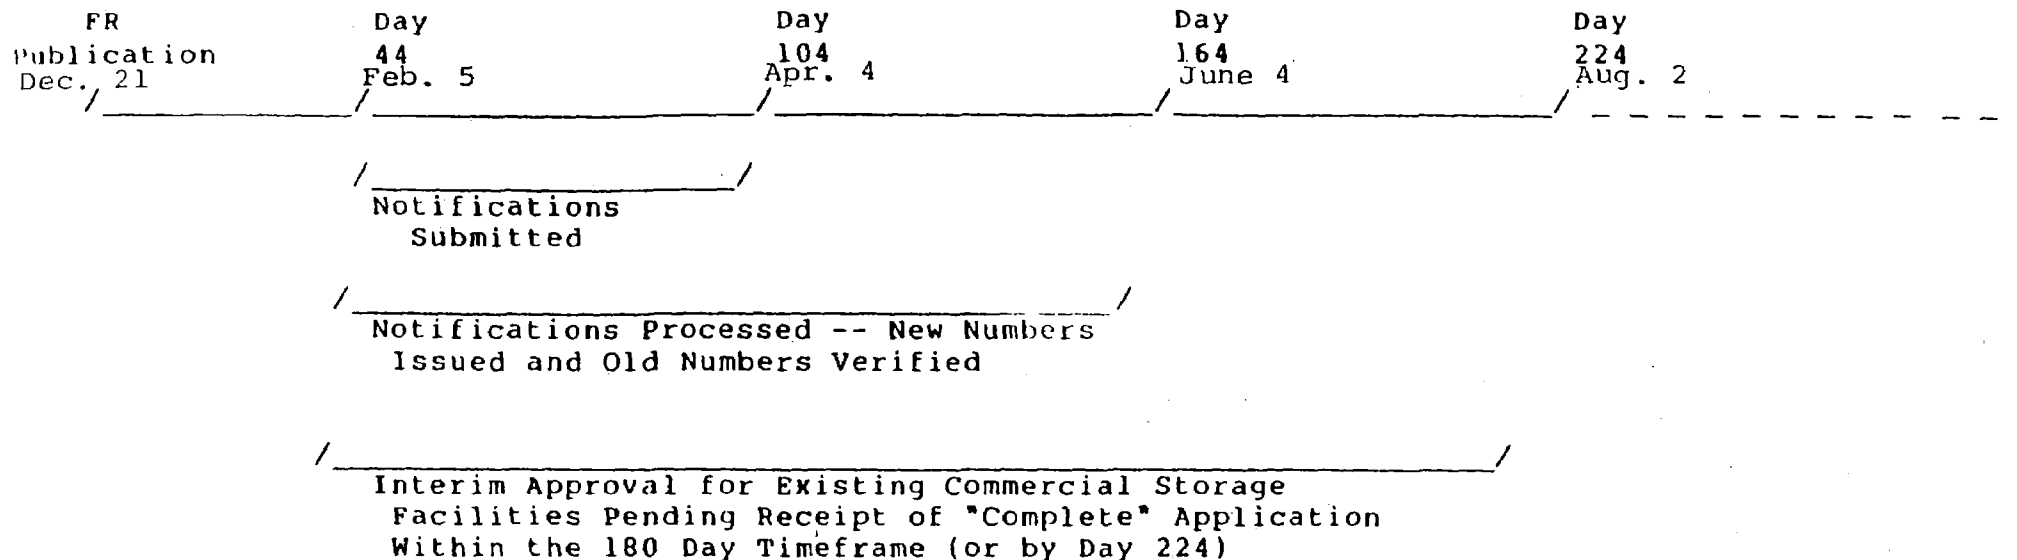 FR Day Day Day Day
Publication 44 104 164 224
Dec. 21 Feb. 5 Apr. 4 June 4 Aug. 2
Notifications
Submitted
Notifications Processed -- New Numbers
Issued and Old Numbers Verified
Interim Approval for Existing Commercial Storage
Facilities Pending Receipt of "Complete" Application
Within the 180 Day Timeframe (or by Day 224)